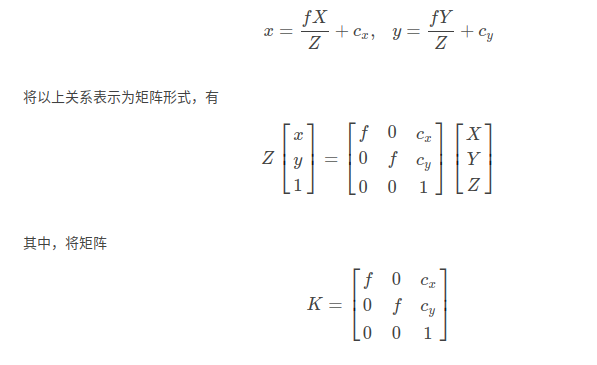 x = \frac{fX}{Z} + c_x, y = \frac{fY}{Z} + c_y
将以上关系表示为矩阵形式，有
Z \begin{bmatrix} x \\ y \\ 1 \end{bmatrix} = \begin{bmatrix} f & 0 & c_x \\ 0 & f & c_y \\ 0 & 0 & 1 \end{bmatrix} \begin{bmatrix} X \\ Y \\ Z \end{bmatrix}
其中，将矩阵
K = \begin{bmatrix} f & 0 & c_x \\ 0 & f & c_y \\ 0 & 0 & 1 \end{bmatrix}